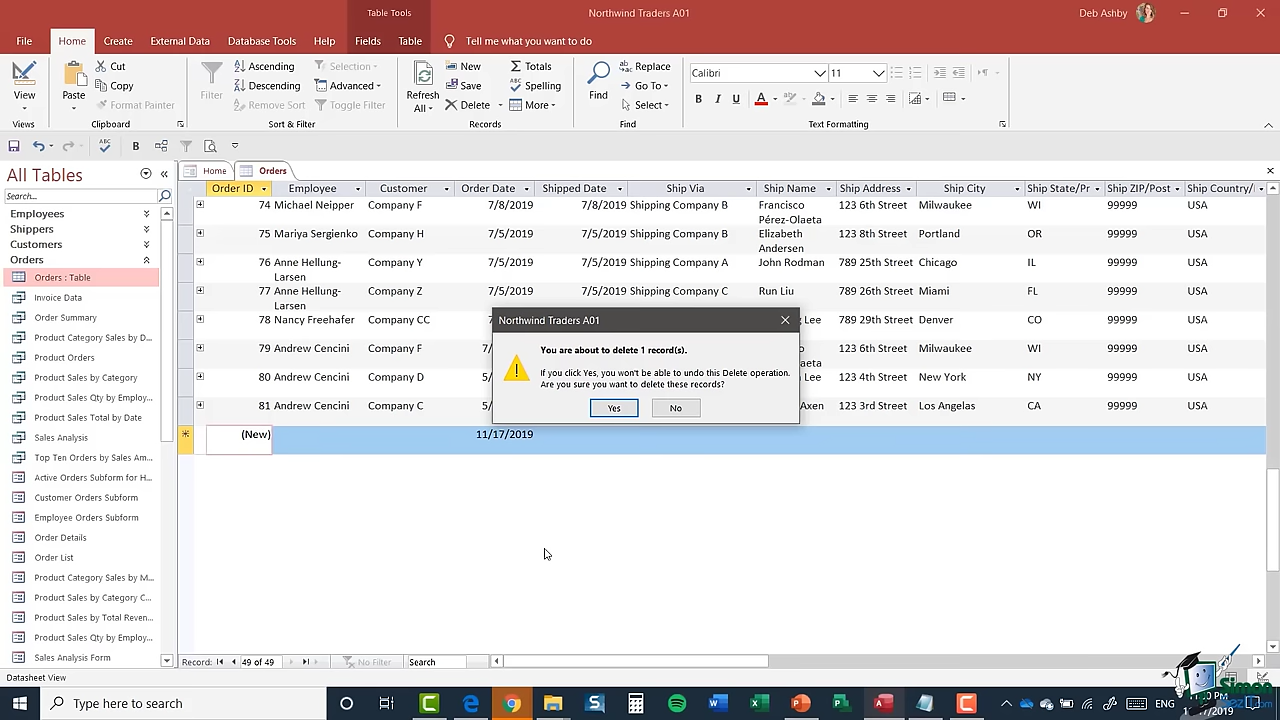 Table Tools
Northwind Traders A01
Deb Ashby
File Home Create External Data Database Tools Help Fields Table Tell me what you want to do
View
Views
Paste
Cut
Copy
Format Painter
Clipboard
Filter
Ascending
Descending
Remove Sort
Selection
Advanced
Toggle Filter
Sort & Filter
Refresh
All
New
Save
Delete
Totals
Spelling
More
Records
Find
Replace
Go To
Select
Find
Calibri 11
B I U
Text Formatting
All Tables
Search...
Employees
Shippers
Customers
Orders
Orders : Table
Invoice Data
Order Summary
Product Category Sales by D...
Product Orders
Product Sales by Category
Product Sales Qty by Employ...
Product Sales Total by Date
Sales Analysis
Top Ten Orders by Sales Am...
Active Orders Subform for H...
Customer Orders Subform
Employee Orders Subform
Order Details
Order List
Product Category Sales by M...
Product Sales by Category C...
Product Sales by Total Reven...
Product Sales Qty by Employ...
Sales Analysis Form
Home Orders
Order ID Employee Customer Order Date Shipped Date Ship Via Ship Name Ship Address Ship City Ship State/Pr Ship ZIP/Post Ship Country/
74 Michael Neipper Company F 7/8/2019 7/8/2019 Shipping Company B Francisco 123 6th Street Milwaukee WI 99999 USA
Pérez-Olaeta
75 Mariya Sergienko Company H 7/5/2019 7/5/2019 Shipping Company B Elizabeth 123 8th Street Portland OR 99999 USA
Andersen
76 Anne Hellung- Company Y 7/5/2019 7/5/2019 Shipping Company A John Rodman 789 25th Street Chicago IL 99999 USA
Larsen
77 Anne Hellung- Company Z 7/5/2019 7/5/2019 Shipping Company C Run Liu 789 26th Street Miami FL 99999 USA
Larsen
78 Nancy Freehafer Company CC Lee 789 29th Street Denver CO 99999 USA
79 Andrew Cencini Company F 123 6th Street Milwaukee WI 99999 USA
80 Andrew Cencini Company D Lee 123 4th Street New York NY 99999 USA
81 Andrew Cencini Company C Axen 123 3rd Street Los Angelas CA 99999 USA
(New) 11/17/2019
Northwind Traders A01
You are about to delete 1 record(s).
If you click Yes, you won't be able to undo this Delete operation.
Are you sure you want to delete these records?
Yes No
Record: 49 of 49 No Filter Search
Datasheet View
Type here to search
ENG